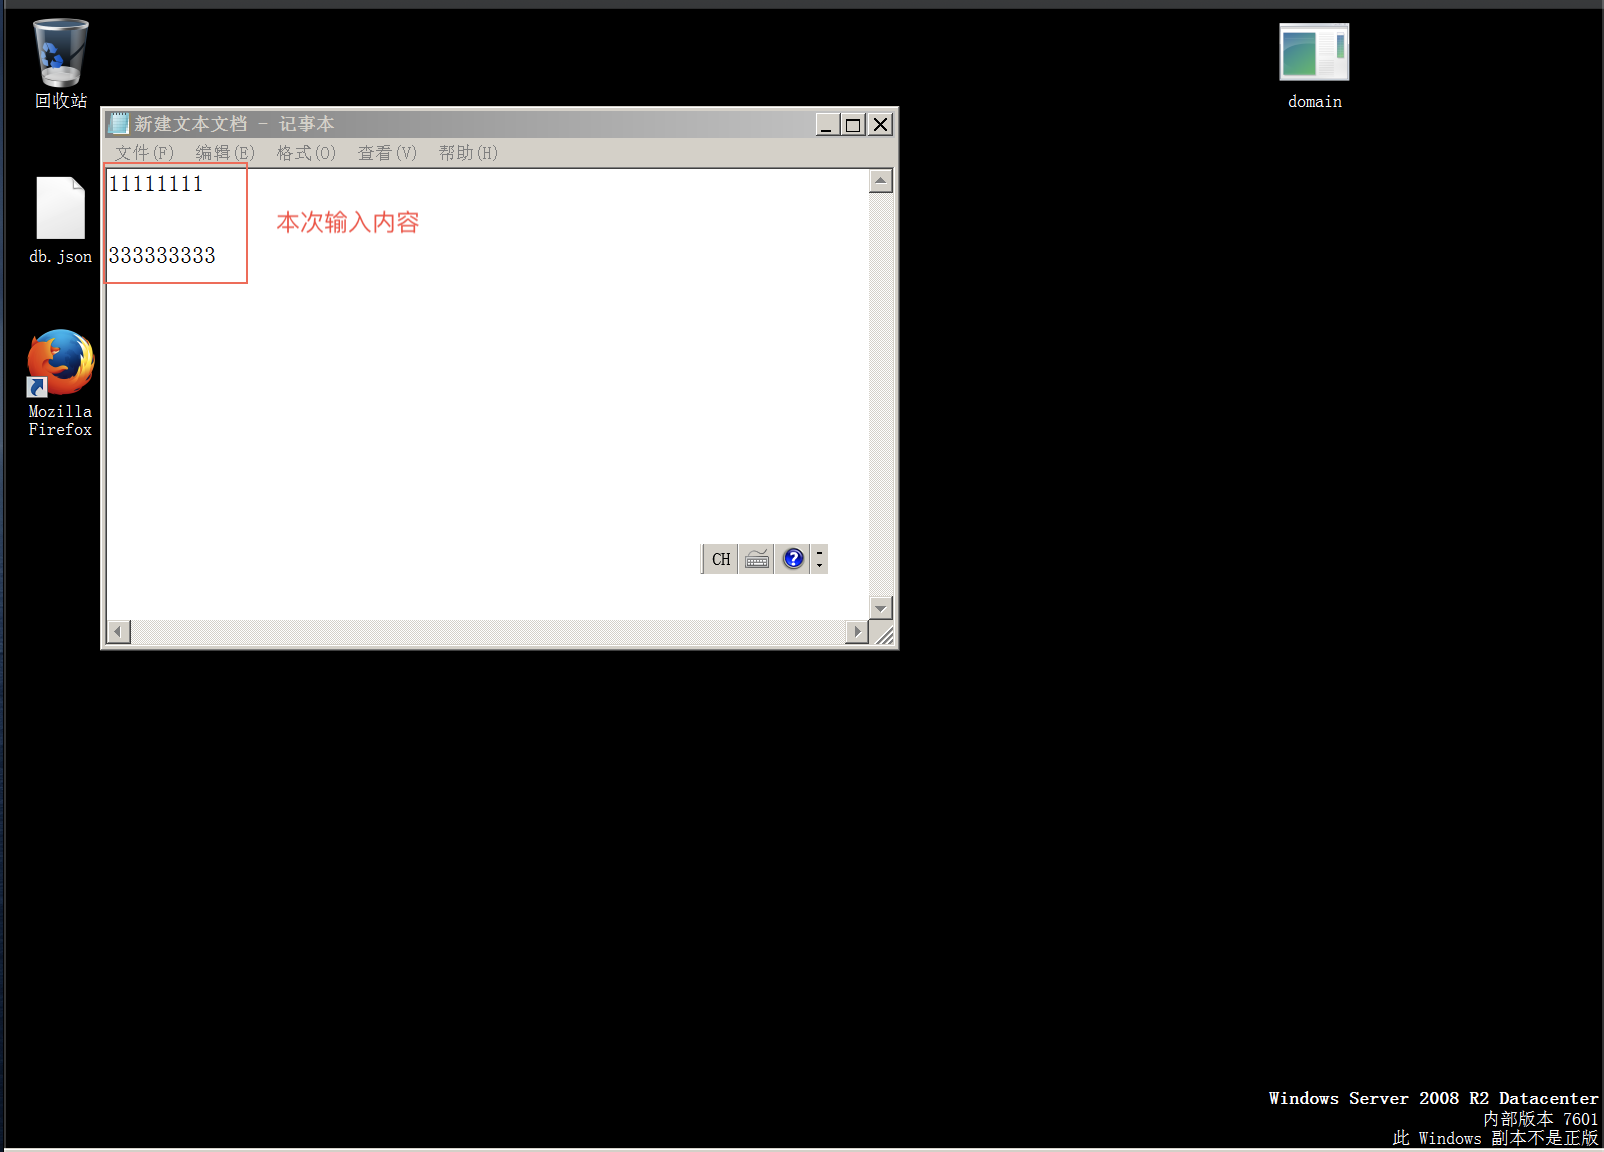 回收站
domain
新建文本文档 - 记事本
文件(F) 编辑(E) 格式(O) 查看(V) 帮助(H)
11111111
本次输入内容
333333333
db.json
Mozilla
Firefox
CH
Windows Server 2008 R2 Datacenter
内部版本 7601
此 Windows 副本不是正版